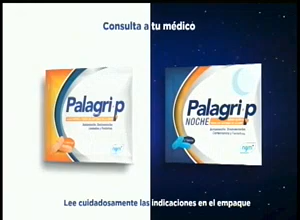 Consulta a tu médico
Palagrip
Palagrip
NOCHE
Lee cuidadosamente las indicaciones en el empaque